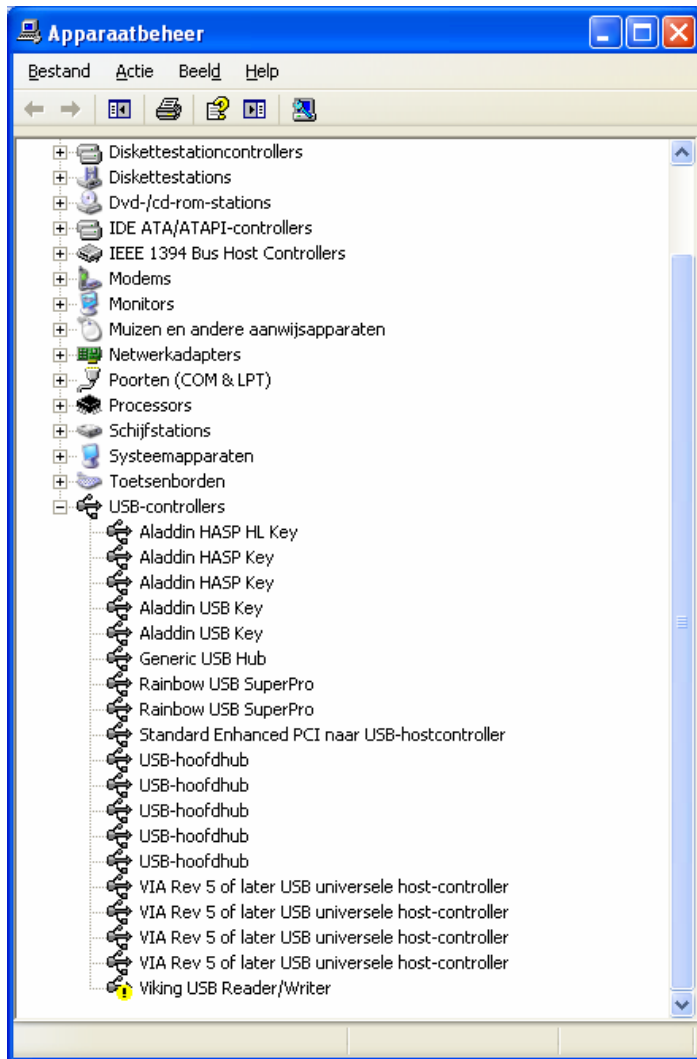 Apparaatbeheer
Bestand Actie Beeld Help
Diskettestationcontrollers
Diskettestations
Dvd-/cd-rom-stations
IDE ATA/ATAPI-controllers
IEEE 1394 Bus Host Controllers
Modems
Monitors
Muizen en andere aanwijsapparaten
Netwerkadapters
Poorten (COM & LPT)
Processors
Schijfstations
Systeemapparaten
Toetsenborden
USB-controllers
Aladdin HASP HL Key
Aladdin HASP Key
Aladdin HASP Key
Aladdin USB Key
Aladdin USB Key
Generic USB Hub
Rainbow USB SuperPro
Rainbow USB SuperPro
Standard Enhanced PCI naar USB-hostcontroller
USB-hoofdhub
USB-hoofdhub
USB-hoofdhub
USB-hoofdhub
USB-hoofdhub
VIA Rev 5 of later USB universele host-controller
VIA Rev 5 of later USB universele host-controller
VIA Rev 5 of later USB universele host-controller
VIA Rev 5 of later USB universele host-controller
Viking USB Reader/Writer